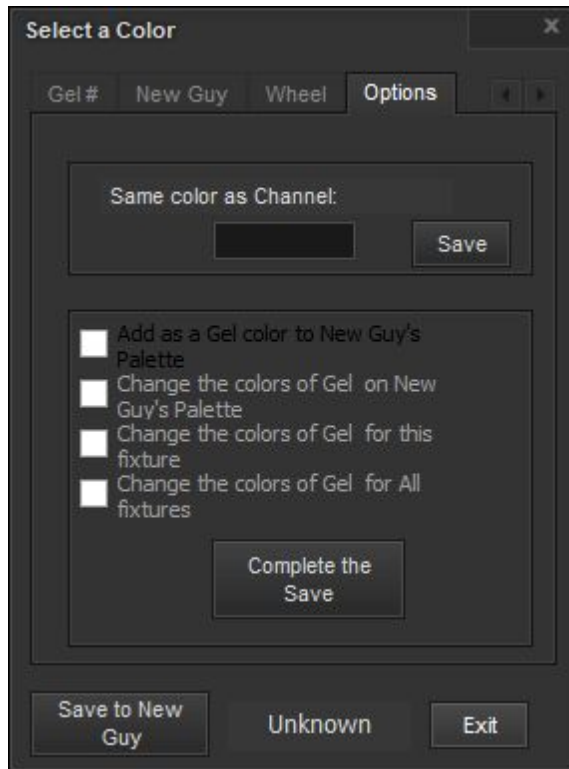 Select a Color
Gel # New Guy Wheel Options
Same color as Channel:
Save
Add as a Gel color to New Guy's
Palette
Change the colors of Gel on New
Guy's Palette
Change the colors of Gel for this
fixture
Change the colors of Gel for All
fixtures
Complete the
Save
Save to New
Guy
Unknown
Exit